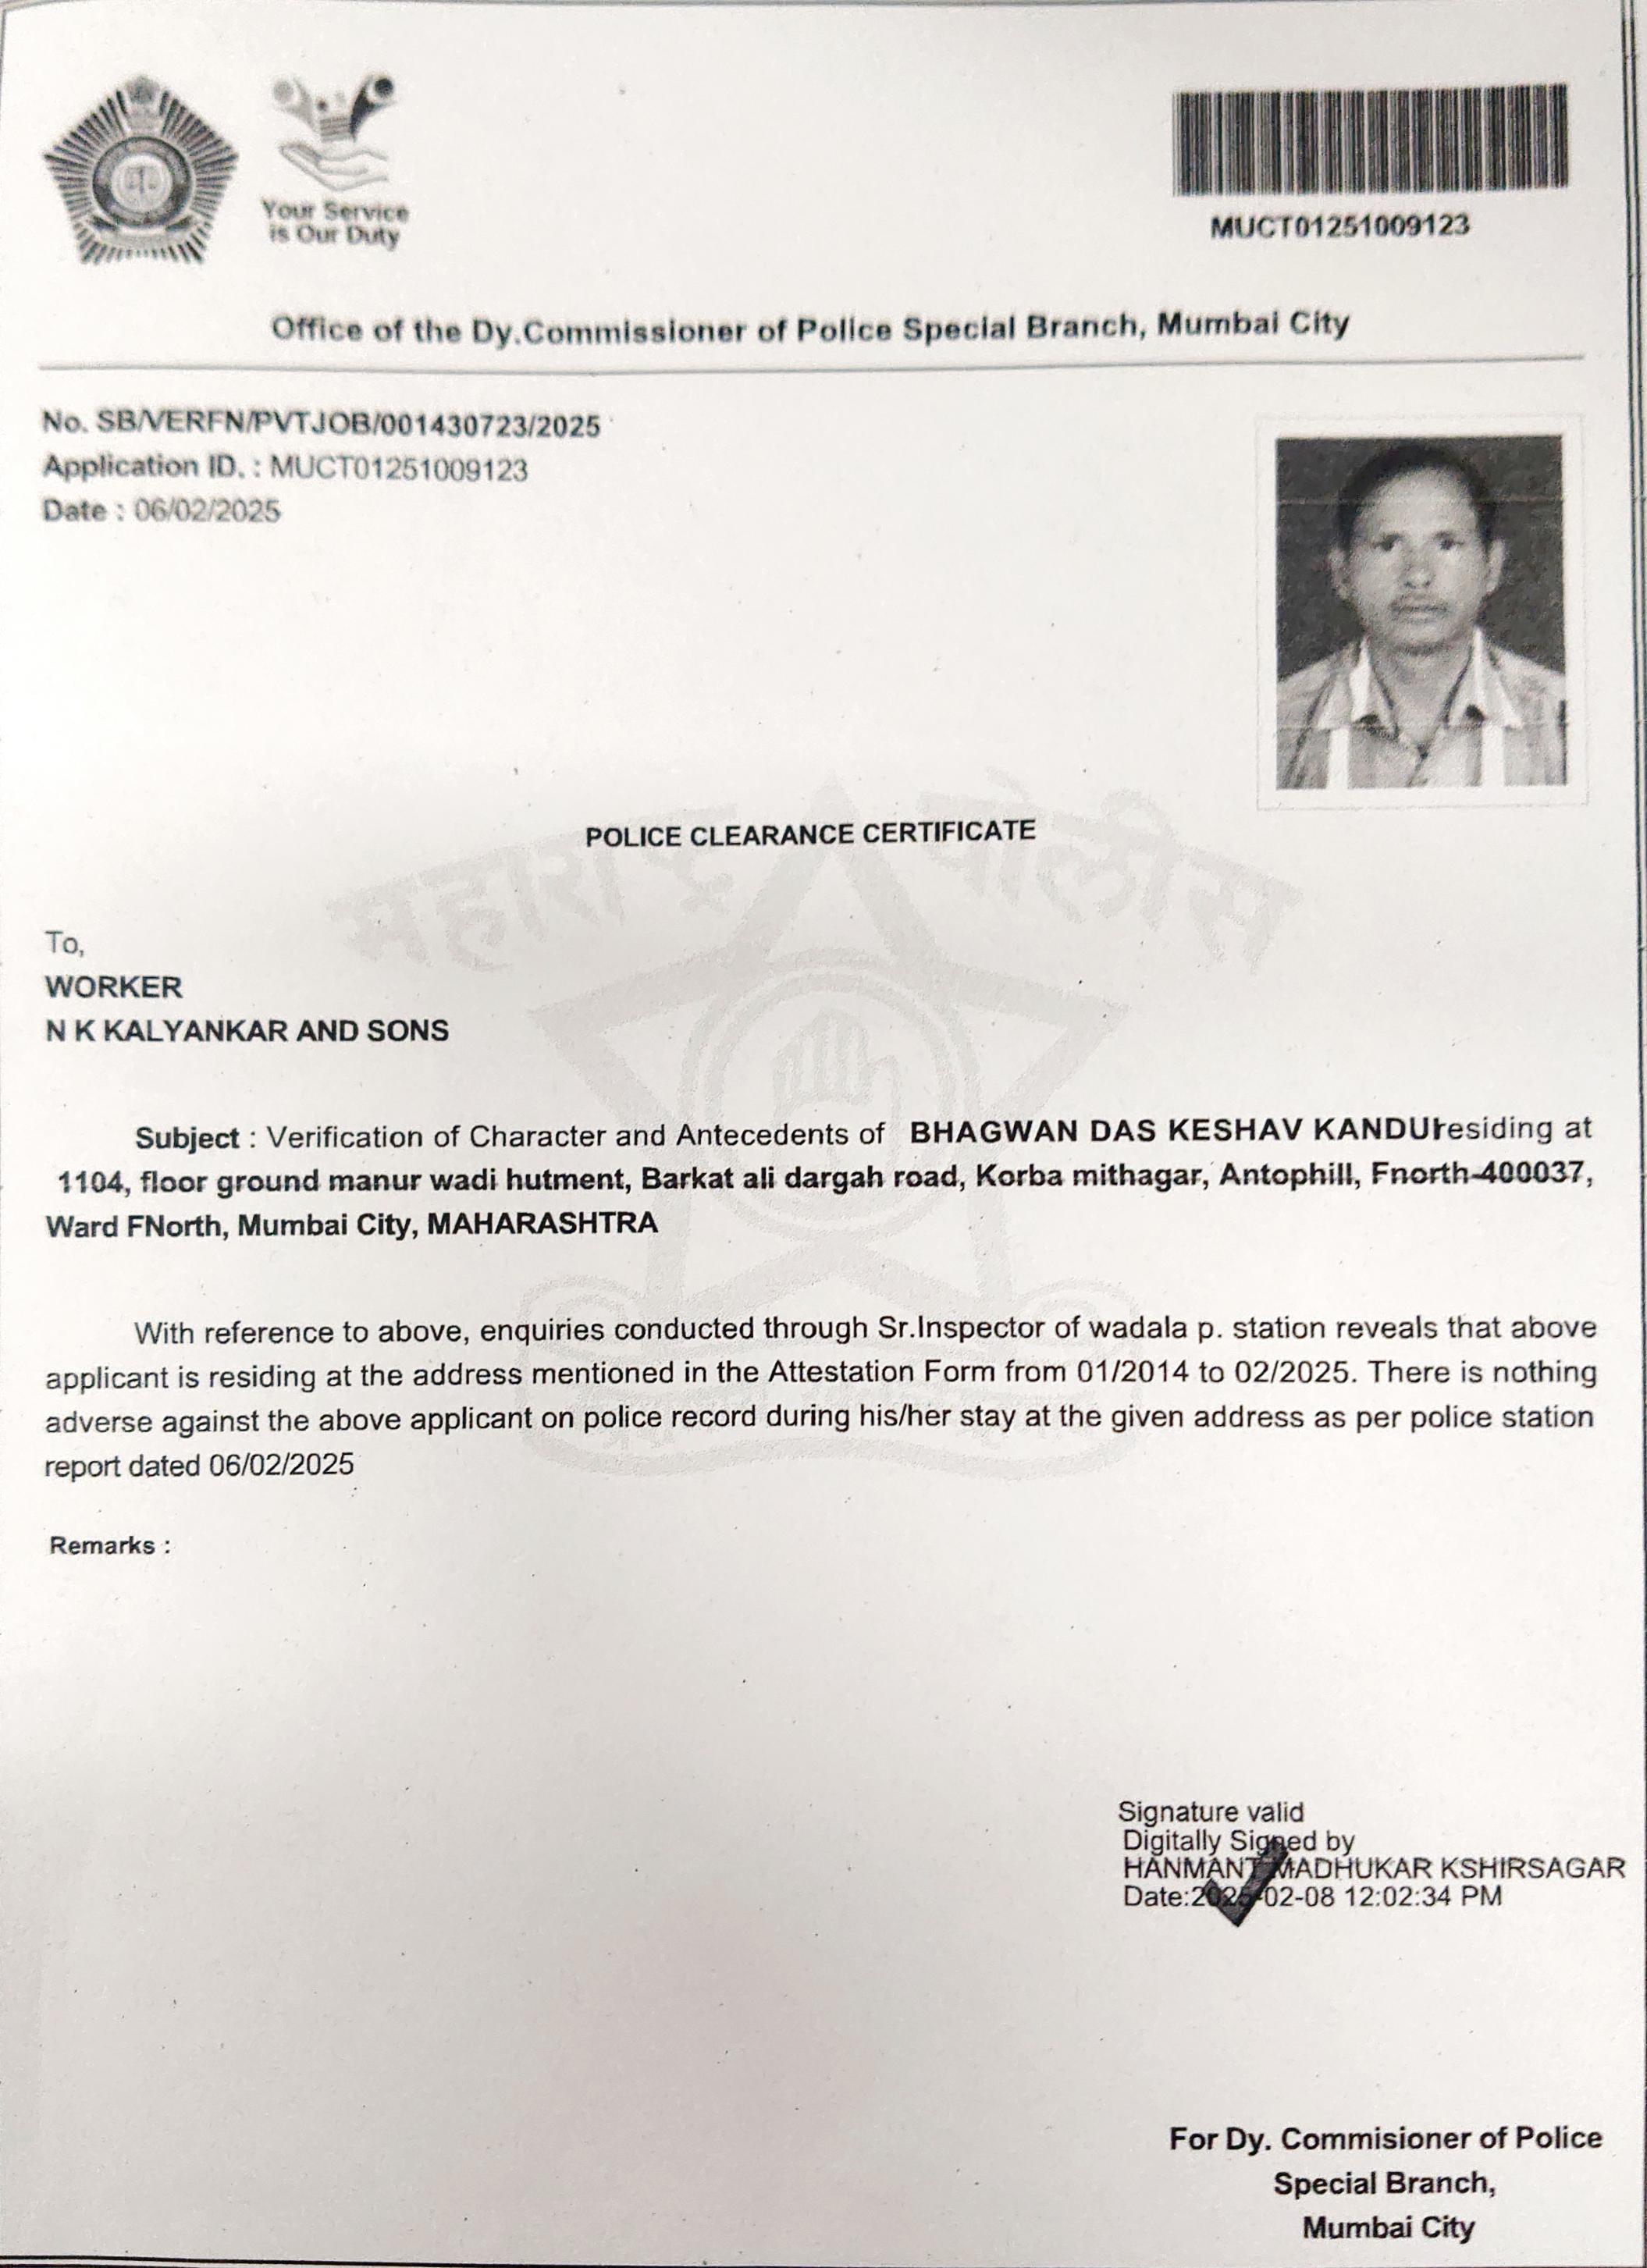 Your Service
is Our Duty
MUCT01251009123
Office of the Dy.Commissioner of Police Special Branch, Mumbai City
No. SB/VERFN/PVTJOB/001430723/2025
Application ID. : MUCT01251009123
Date : 06/02/2025
महाराष्ट्र पोलीस
POLICE CLEARANCE CERTIFICATE
To,
WORKER
N K KALYANKAR AND SONS
Subject : Verification of Character and Antecedents of BHAGWAN DAS KESHAV KANDU residing at
1104, floor ground manur wadi hutment, Barkat ali dargah road, Korba mithagar, Antophill, Fnorth-400037,
Ward FNorth, Mumbai City, MAHARASHTRA
With reference to above, enquiries conducted through Sr.Inspector of wadala p. station reveals that above
applicant is residing at the address mentioned in the Attestation Form from 01/2014 to 02/2025. There is nothing
adverse against the above applicant on police record during his/her stay at the given address as per police station
report dated 06/02/2025
Remarks :
Signature valid
Digitally Signed by
HANMANT MADHUKAR KSHIRSAGAR
Date:2025-02-08 12:02:34 PM
For Dy. Commisioner of Police
Special Branch,
Mumbai City